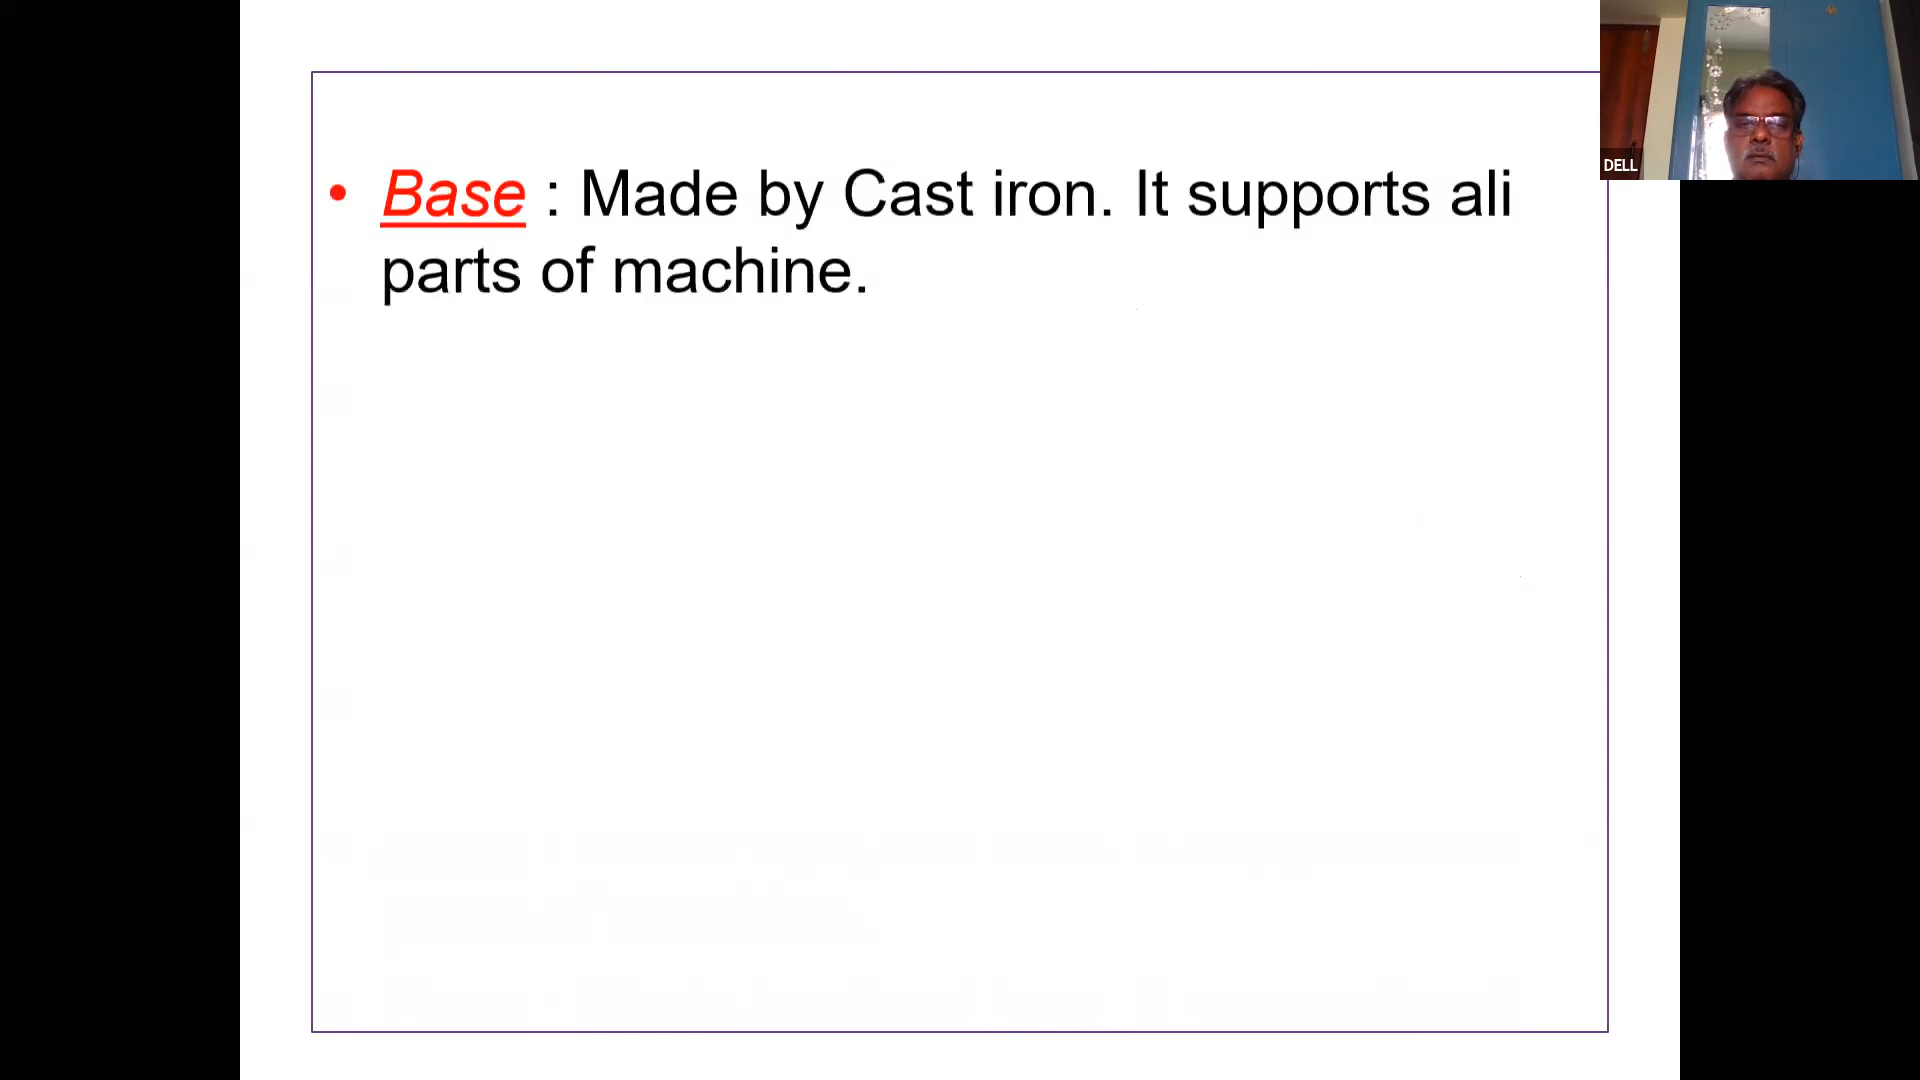 • Base : Made by Cast iron. It supports ali
parts of machine.
DELL